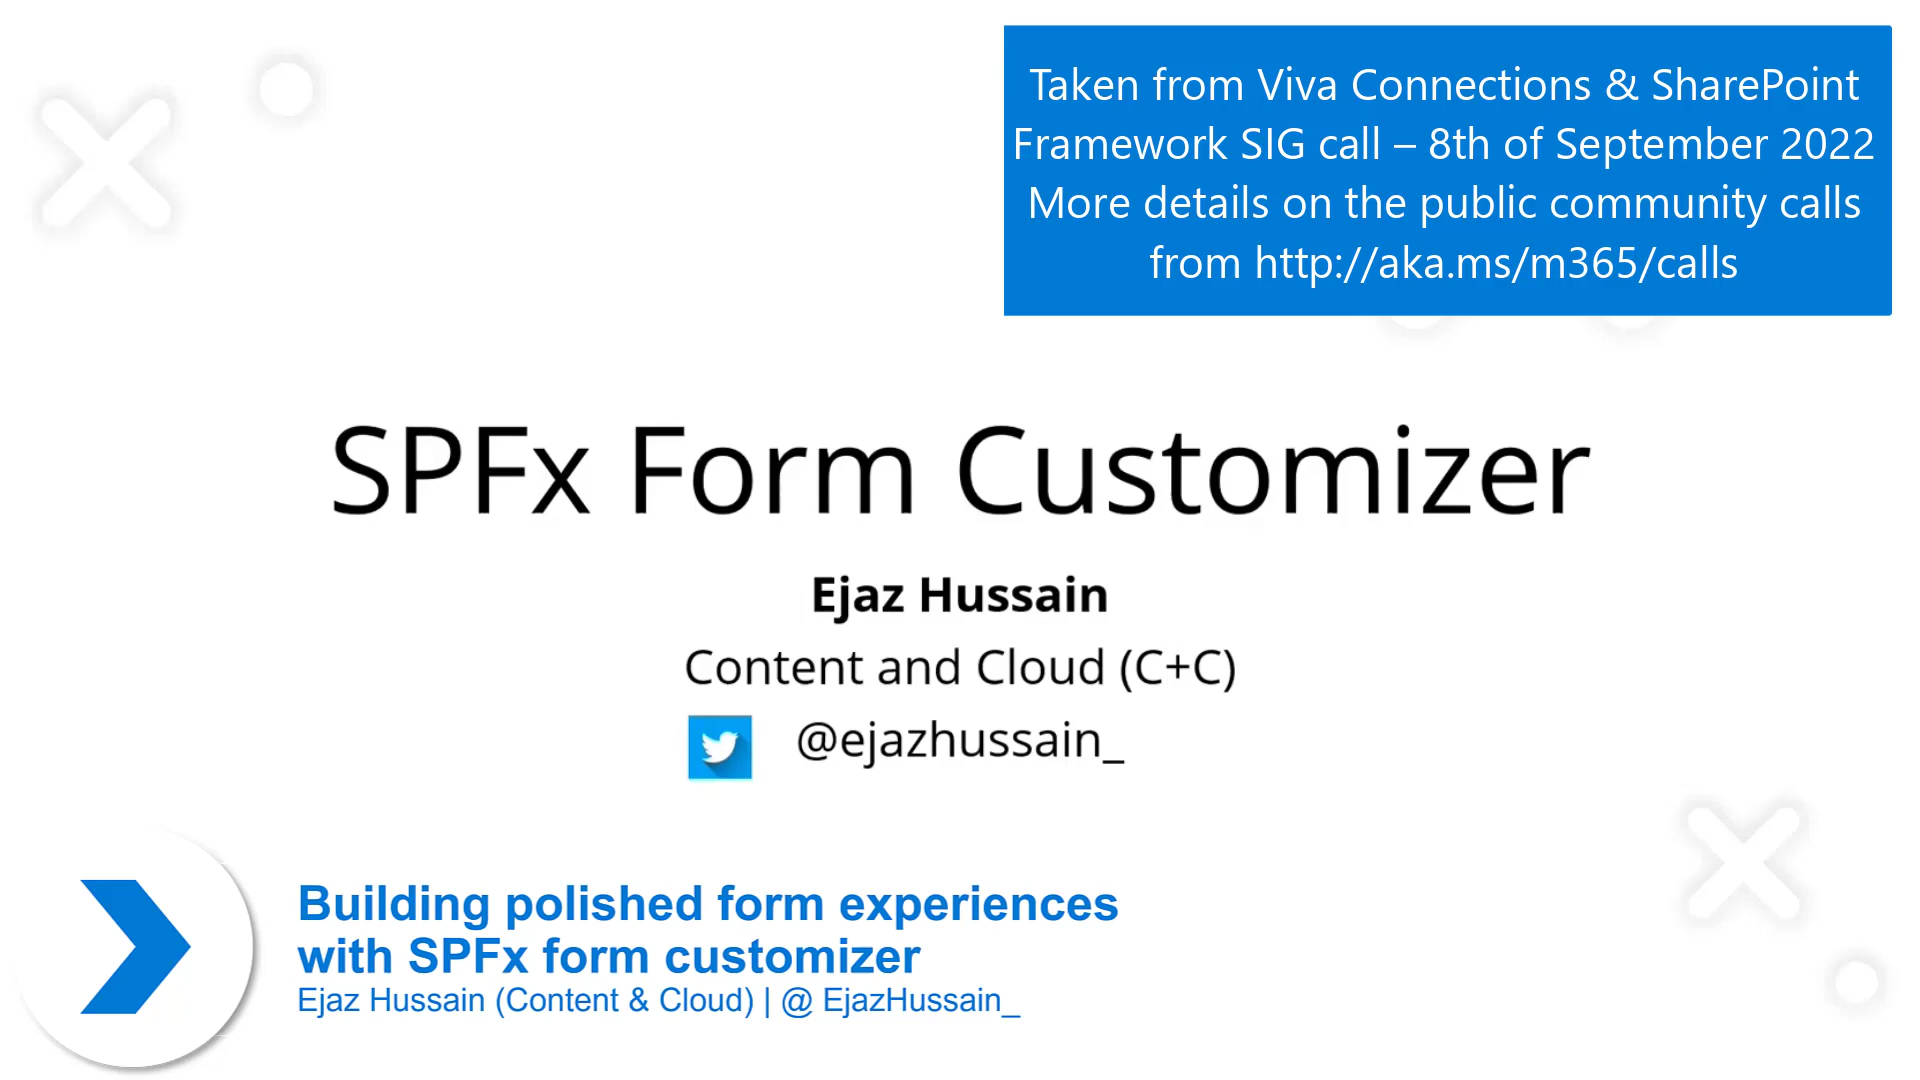 Taken from Viva Connections & SharePoint
Framework SIG call – 8th of September 2022
More details on the public community calls
from http://aka.ms/m365/calls
SPFx Form Customizer
Ejaz Hussain
Content and Cloud (C+C)
@ejazhussain_
Building polished form experiences
with SPFx form customizer
Ejaz Hussain (Content & Cloud) | @ EjazHussain_